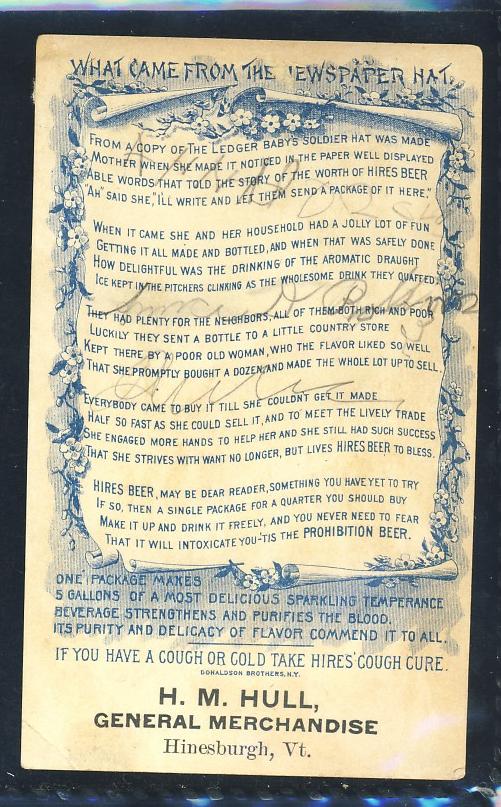 WHAT CAME FROM THE 'EWSPAPER HAT.
FROM A COPY OF THE LEDGER BABY'S SOLDIER HAT WAS MADE
MOTHER WHEN SHE MADE IT NOTICED IN THE PAPER WELL DISPLAYED
ABLE WORDS THAT TOLD THE STORY OF THE WORTH OF HIRES BEER
"AH" SAID SHE, "I'LL WRITE AND LET THEM SEND A PACKAGE OF IT HERE."
WHEN IT CAME SHE AND HER HOUSEHOLD HAD A JOLLY LOT OF FUN
GETTING IT ALL MADE AND BOTTLED, AND WHEN THAT WAS SAFELY DONE
HOW DELIGHTFUL WAS THE DRINKING OF THE AROMATIC DRAUGHT
ICE KEPT IN THE PITCHERS CLINKING AS THE WHOLESOME DRINK THEY QUAFFED.
THEY HAD PLENTY FOR THE NEIGHBORS, ALL OF THEM BOTH RICH AND POOR
LUCKILY THEY SENT A BOTTLE TO A LITTLE COUNTRY STORE
KEPT THERE BY A POOR OLD WOMAN, WHO THE FLAVOR LIKED SO WELL
THAT SHE PROMPTLY BOUGHT A DOZEN, AND MADE THE WHOLE LOT UP TO SELL.
EVERYBODY CAME TO BUY IT TILL SHE COULDN'T GET IT MADE
HALF SO FAST AS SHE COULD SELL IT, AND TO MEET THE LIVELY TRADE
SHE ENGAGED MORE HANDS TO HELP HER AND SHE STILL HAD SUCH SUCCESS
THAT SHE STRIVES WITH WANT NO LONGER, BUT LIVES HIRES BEER TO BLESS.
HIRES BEER, MAY BE DEAR READER, SOMETHING YOU HAVE YET TO TRY
IF SO, THEN A SINGLE PACKAGE FOR A QUARTER YOU SHOULD BUY
MAKE IT UP AND DRINK IT FREELY, AND YOU NEVER NEED TO FEAR
THAT IT WILL INTOXICATE YOU-'TIS THE PROHIBITION BEER.
ONE PACKAGE MAKES
5 GALLONS OF A MOST DELICIOUS SPARKLING TEMPERANCE
BEVERAGE STRENGTHENS AND PURIFIES THE BLOOD.
ITS PURITY AND DELICACY OF FLAVOR COMMEND IT TO ALL.
IF YOU HAVE A COUGH OR COLD TAKE HIRES' COUGH CURE.
DONALDSON BROTHERS, N.Y.
H. M. HULL,
GENERAL MERCHANDISE
Hinesburgh, Vt.